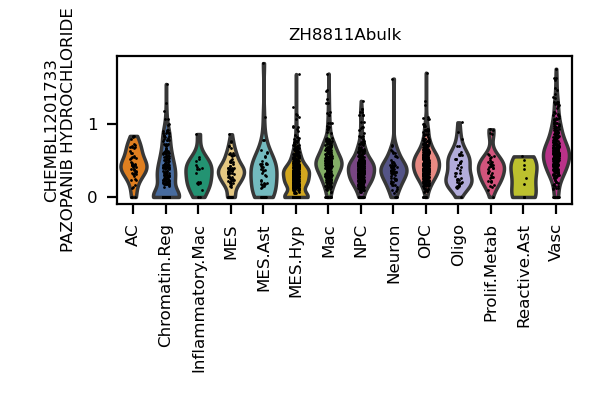 ZH8811Abulk
CHEMBL1201733
PAZOPANIB HYDROCHLORIDE
1
0
AC
Chromatin.Reg
Inflammatory.Mac
MES
MES.Ast
MES.Hyp
Mac
NPC
Neuron
OPC
Oligo
Prolif.Metab
Reactive.Ast
Vasc